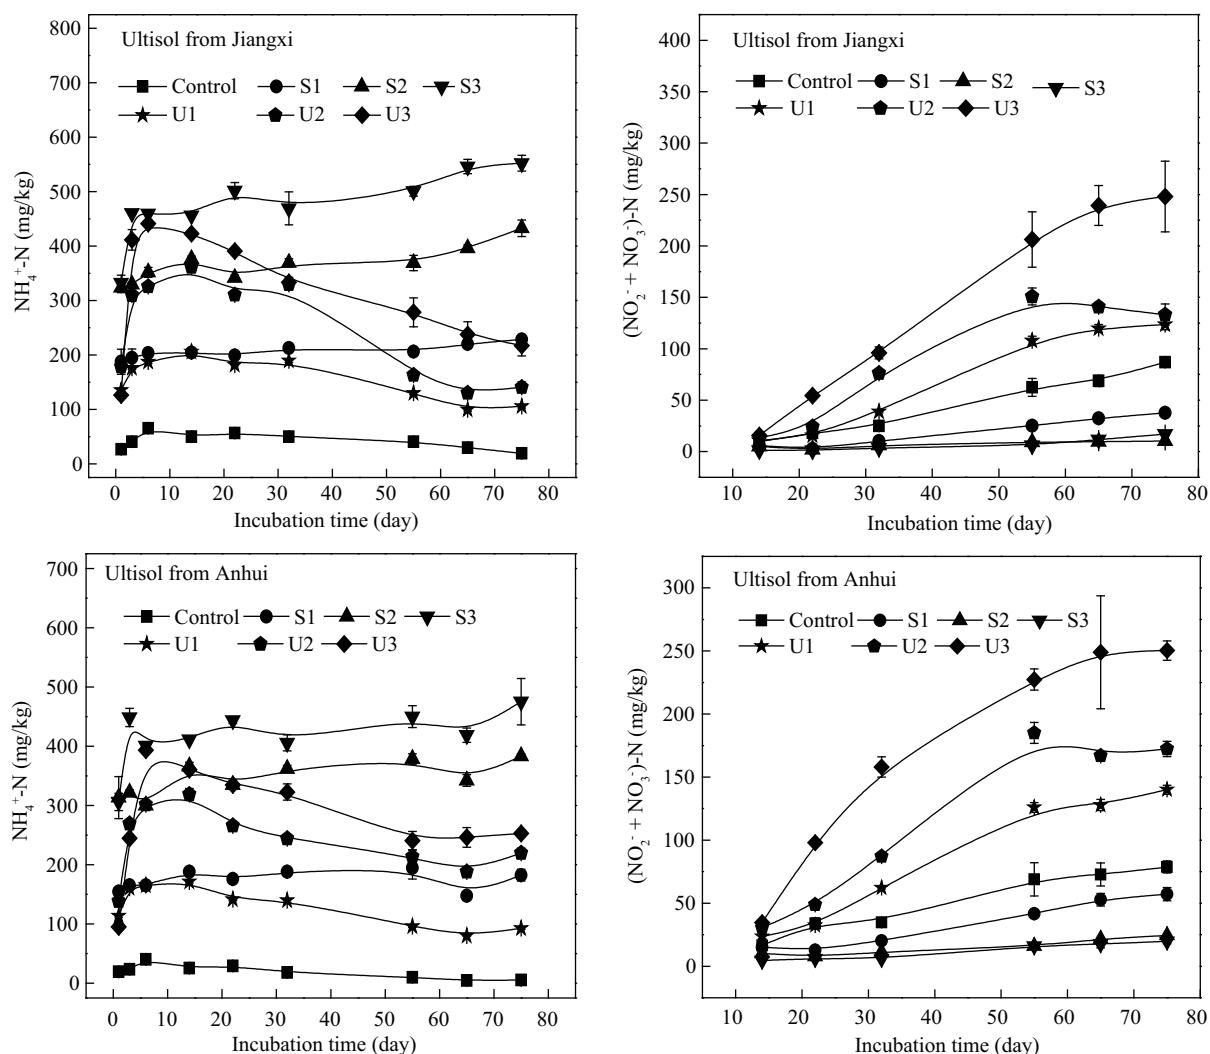 Ultisol from Jiangxi
Control S1 S2 S3
U1 U2 U3
NH₄⁺-N (mg/kg)
800
700
600
500
400
300
200
100
0
0 10 20 30 40 50 60 70 80
Incubation time (day)
Ultisol from Jiangxi
Control S1 S2 S3
U1 U2 U3
(NO₂⁻ + NO₃⁻)-N (mg/kg)
400
350
300
250
200
150
100
50
0
10 20 30 40 50 60 70 80
Incubation time (day)
Ultisol from Anhui
Control S1 S2 S3
U1 U2 U3
NH₄⁺-N (mg/kg)
700
600
500
400
300
200
100
0
0 10 20 30 40 50 60 70 80
Incubation time (day)
Ultisol from Anhui
Control S1 S2 S3
U1 U2 U3
(NO₂⁻ + NO₃⁻)-N (mg/kg)
300
250
200
150
100
50
0
10 20 30 40 50 60 70 80
Incubation time (day)